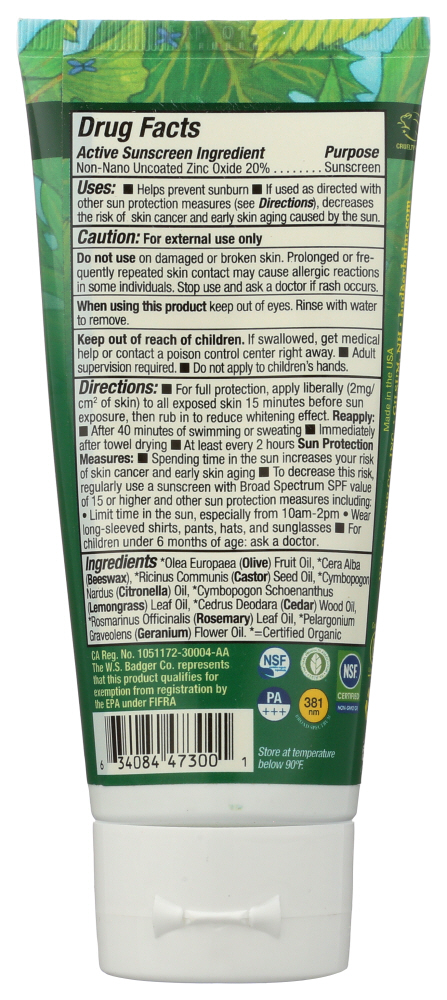 Drug Facts
Active Sunscreen Ingredient Purpose
Non-Nano Uncoated Zinc Oxide 20% . . . . . . . . Sunscreen
Uses: ■ Helps prevent sunburn ■ If used as directed with
other sun protection measures (see Directions), decreases
the risk of skin cancer and early skin aging caused by the sun.
Caution: For external use only
Do not use on damaged or broken skin. Prolonged or fre-
quently repeated skin contact may cause allergic reactions
in some individuals. Stop use and ask a doctor if rash occurs.
When using this product keep out of eyes. Rinse with water
to remove.
Keep out of reach of children. If swallowed, get medical
help or contact a poison control center right away. ■ Adult
supervision required. ■ Do not apply to children's hands.
Directions: ■ For full protection, apply liberally (2mg/
cm² of skin) to all exposed skin 15 minutes before sun
exposure, then rub in to reduce whitening effect. Reapply:
■ After 40 minutes of swimming or sweating ■ Immediately
after towel drying ■ At least every 2 hours Sun Protection
Measures: ■ Spending time in the sun increases your risk
of skin cancer and early skin aging ■ To decrease this risk,
regularly use a sunscreen with Broad Spectrum SPF value
of 15 or higher and other sun protection measures including:
• Limit time in the sun, especially from 10am-2pm • Wear
long-sleeved shirts, pants, hats, and sunglasses ■ For
children under 6 months of age: ask a doctor.
Ingredients *Olea Europaea (Olive) Fruit Oil, *Cera Alba
(Beeswax), *Ricinus Communis (Castor) Seed Oil, *Cymbopogon
Nardus (Citronella) Oil, *Cymbopogon Schoenanthus
(Lemongrass) Leaf Oil, *Cedrus Deodara (Cedar) Wood Oil,
*Rosmarinus Officinalis (Rosemary) Leaf Oil, *Pelargonium
Graveolens (Geranium) Flower Oil. *=Certified Organic
CA Reg. No. 1051172-30004-AA
The W.S. Badger Co. represents
that this product qualifies for
exemption from registration by
the EPA under FIFRA
NSF
NSF
CERTIFIED
NON-GMO
PA
+++
381
nm
6 34084 47300 1
Store at temperature
below 90°F.
Made in the USA
CRUELTY